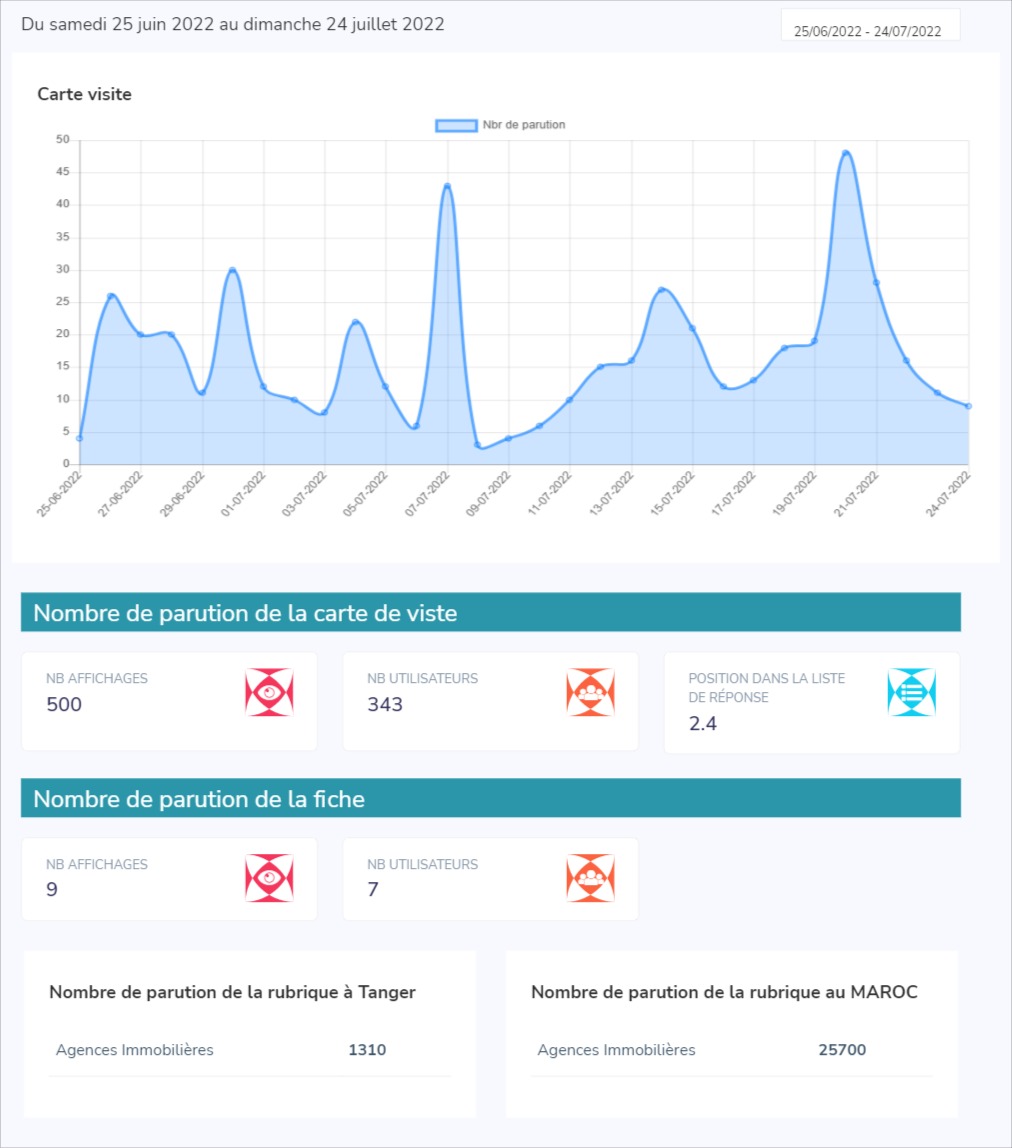 Du samedi 25 juin 2022 au dimanche 24 juillet 2022
25/06/2022 - 24/07/2022
Carte visite
Nbr de parution
50
45
40
35
30
25
20
15
10
5
0
25-06-2022
27-06-2022
29-06-2022
01-07-2022
03-07-2022
05-07-2022
07-07-2022
09-07-2022
11-07-2022
13-07-2022
15-07-2022
17-07-2022
19-07-2022
21-07-2022
24-07-2022
Nombre de parution de la carte de viste
NB AFFICHAGES
500
NB UTILISATEURS
343
POSITION DANS LA LISTE
DE RÉPONSE
2.4
Nombre de parution de la fiche
NB AFFICHAGES
9
NB UTILISATEURS
7
Nombre de parution de la rubrique à Tanger
Agences Immobilières 1310
Nombre de parution de la rubrique au MAROC
Agences Immobilières 25700